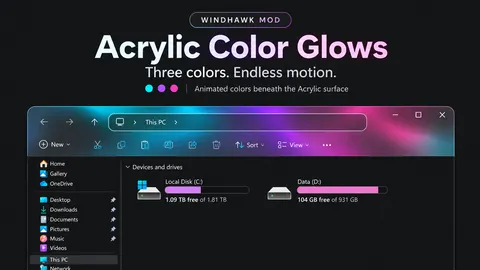 WINDHAWK MOD
Acrylic Color Glows
Three colors. Endless motion.
Animated colors beneath the Acrylic surface
This PC
New
Sort
View
Home
Gallery
OneDrive
Desktop
Downloads
Documents
Pictures
Music
Videos
This PC
Network
Devices and drives
Local Disk (C:)
1.09 TB free of 1.81 TB
Data (D:)
104 GB free of 931 GB